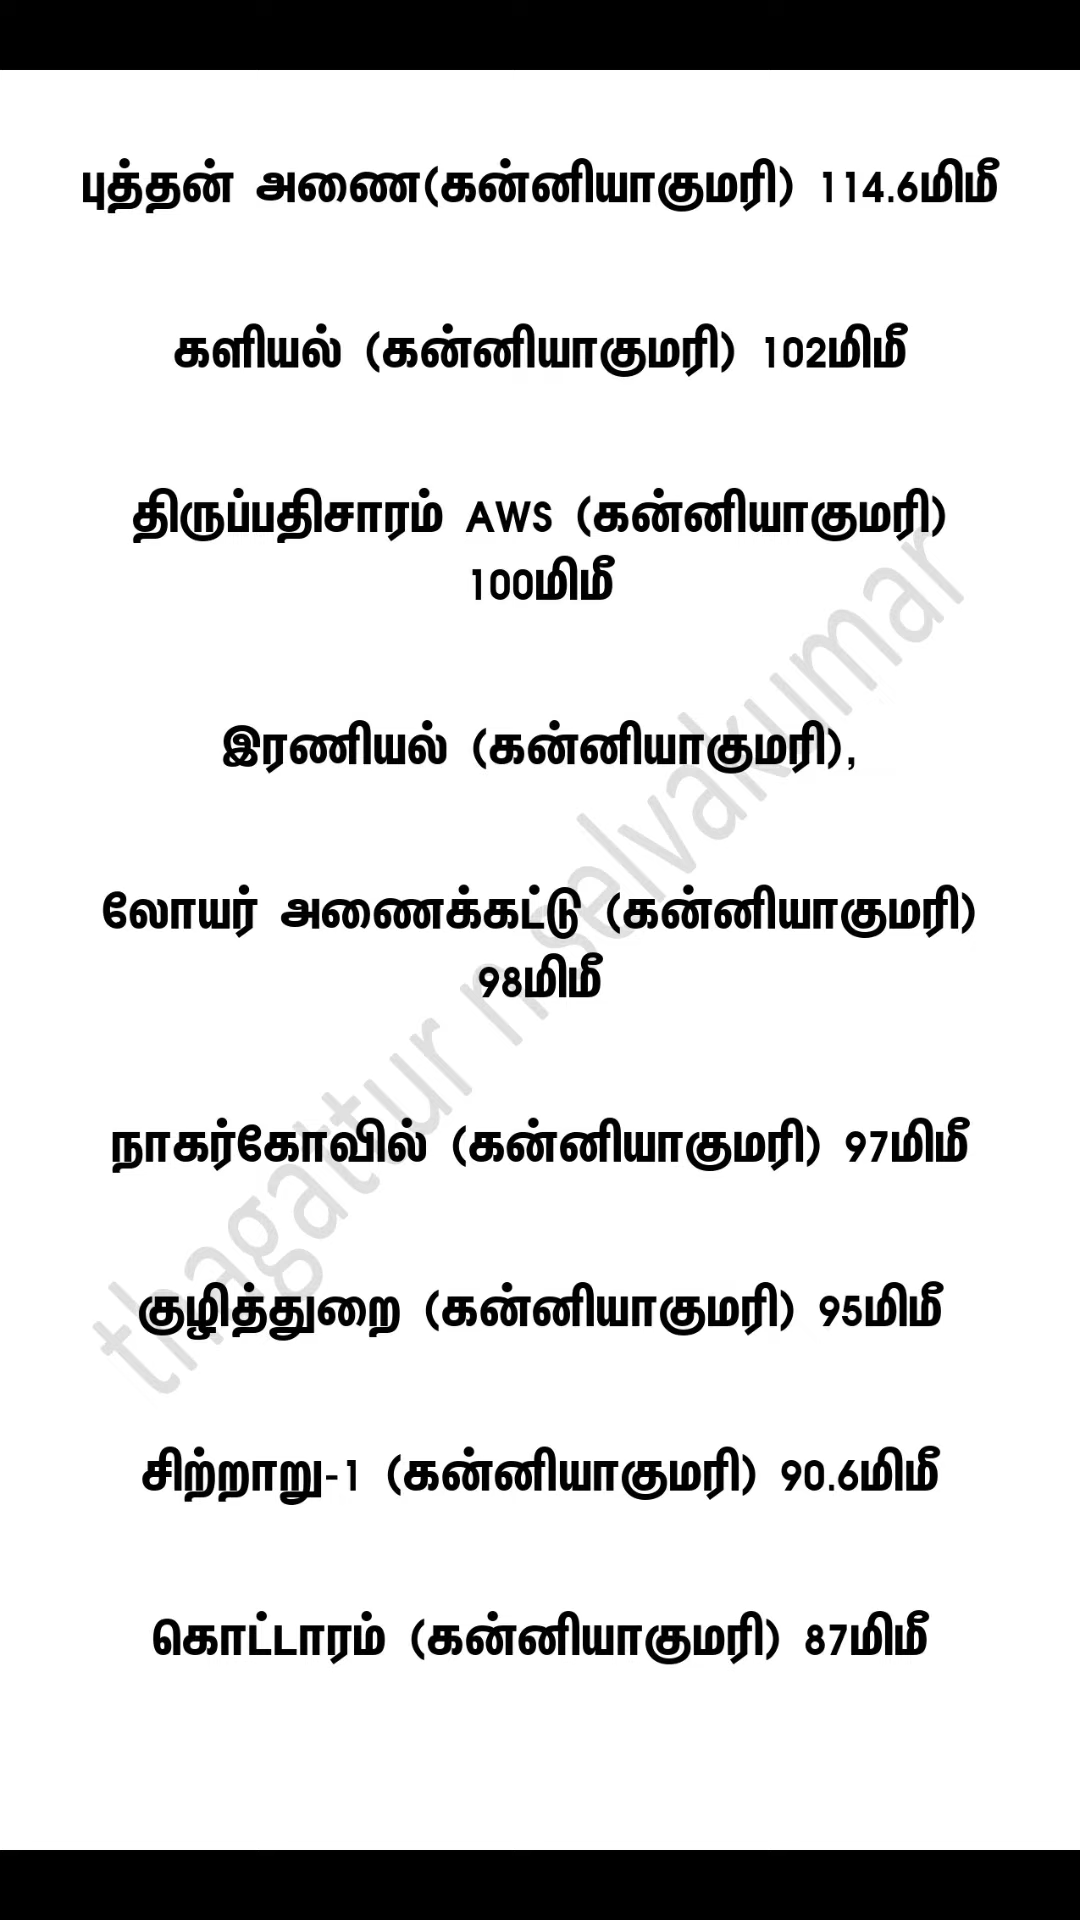 புத்தன் அணை(கன்னியாகுமரி) 114.6மிமீ
களியல் (கன்னியாகுமரி) 102மிமீ
திருப்பதிசாரம் AWS (கன்னியாகுமரி)
100மிமீ
இரணியல் (கன்னியாகுமரி),
லோயர் அணைக்கட்டு (கன்னியாகுமரி)
98மிமீ
நாகர்கோவில் (கன்னியாகுமரி) 97மிமீ
குழித்துறை (கன்னியாகுமரி) 95மிமீ
சிற்றாறு-1 (கன்னியாகுமரி) 90.6மிமீ
கொட்டாரம் (கன்னியாகுமரி) 87மிமீ
thagattur n selvakumar